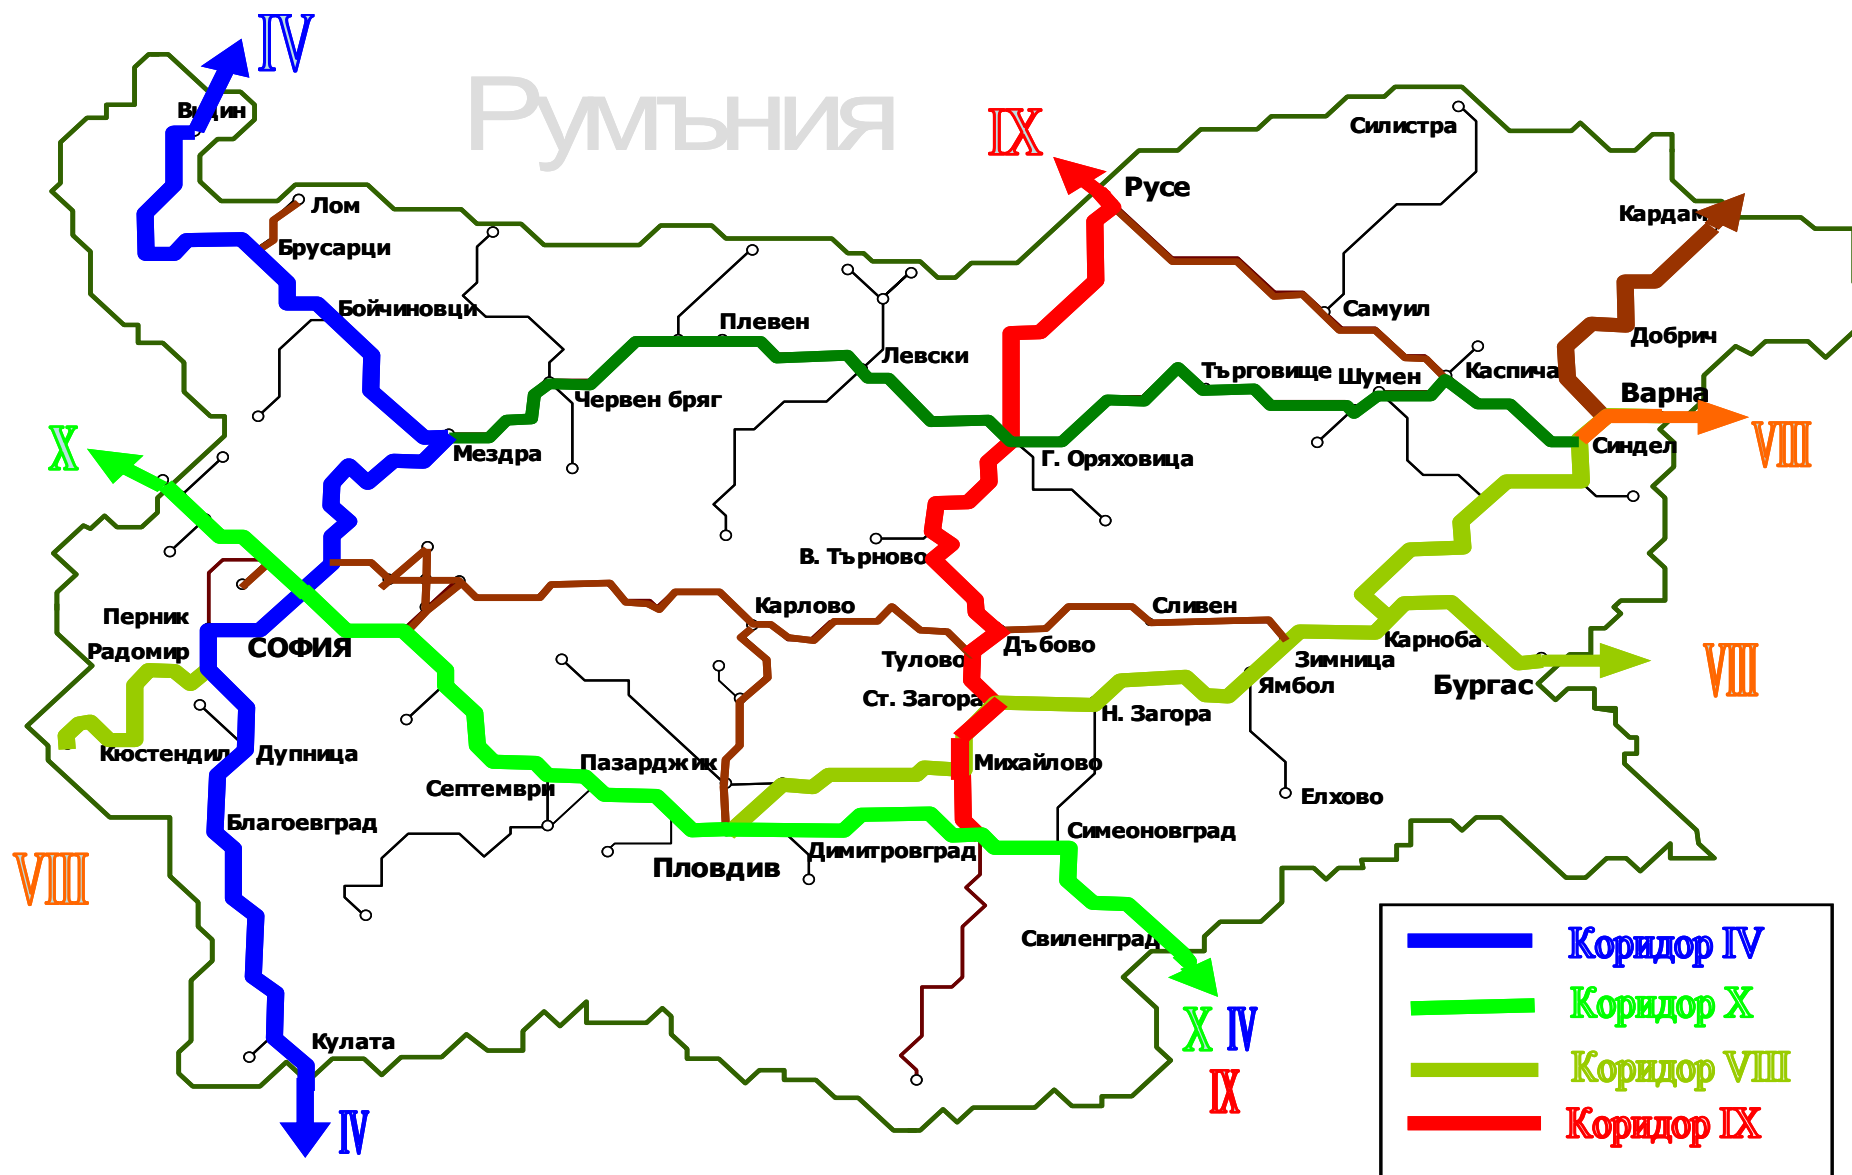 IV
Румъния
Видин
IX
Силистра
Русе
Лом
Кардам
Брусарци
Бойчиновци
Самуил
Плевен
Добрич
Левски
Търговище
Шумен
Каспича
Червен бряг
Варна
X
Мездра
Г. Оряховица
Синдел
VIII
В. Търново
Перник
Карлово
Сливен
СОФИЯ
Радомир
Тулово
Дъбово
Зимница
Карноба
Ст. Загора
Н. Загора
Ямбол
Бургас
VIII
Кюстендил
Дупница
Пазарджик
Михайлово
Септември
Елхово
Благоевград
Пловдив
Димитровград
Симеоновград
VIII
Свиленград
Коридор IV
Коридор X
X IV
Кулата
Коридор VIII
IX
Коридор IX
IV